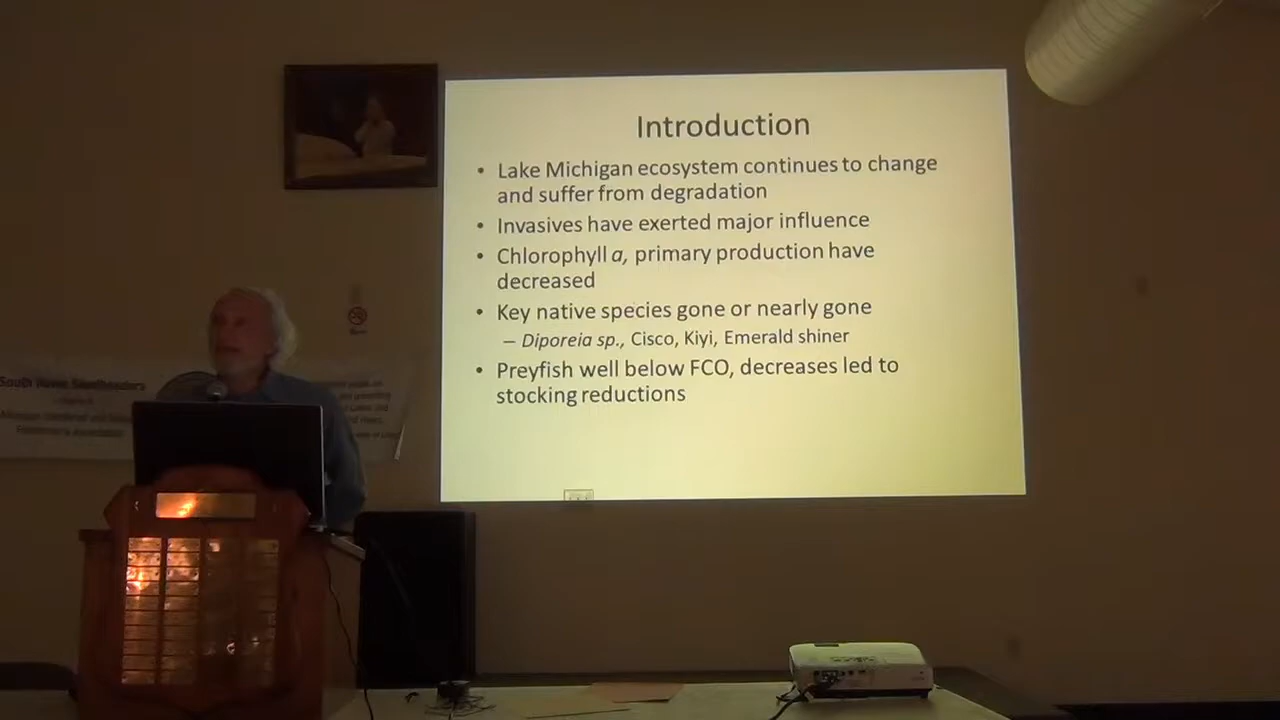 Introduction
• Lake Michigan ecosystem continues to change
and suffer from degradation
• Invasives have exerted major influence
• Chlorophyll a, primary production have
decreased
• Key native species gone or nearly gone
– Diporeia sp., Cisco, Kiyi, Emerald shiner
• Preyfish well below FCO, decreases led to
stocking reductions
South Haven Steelheaders